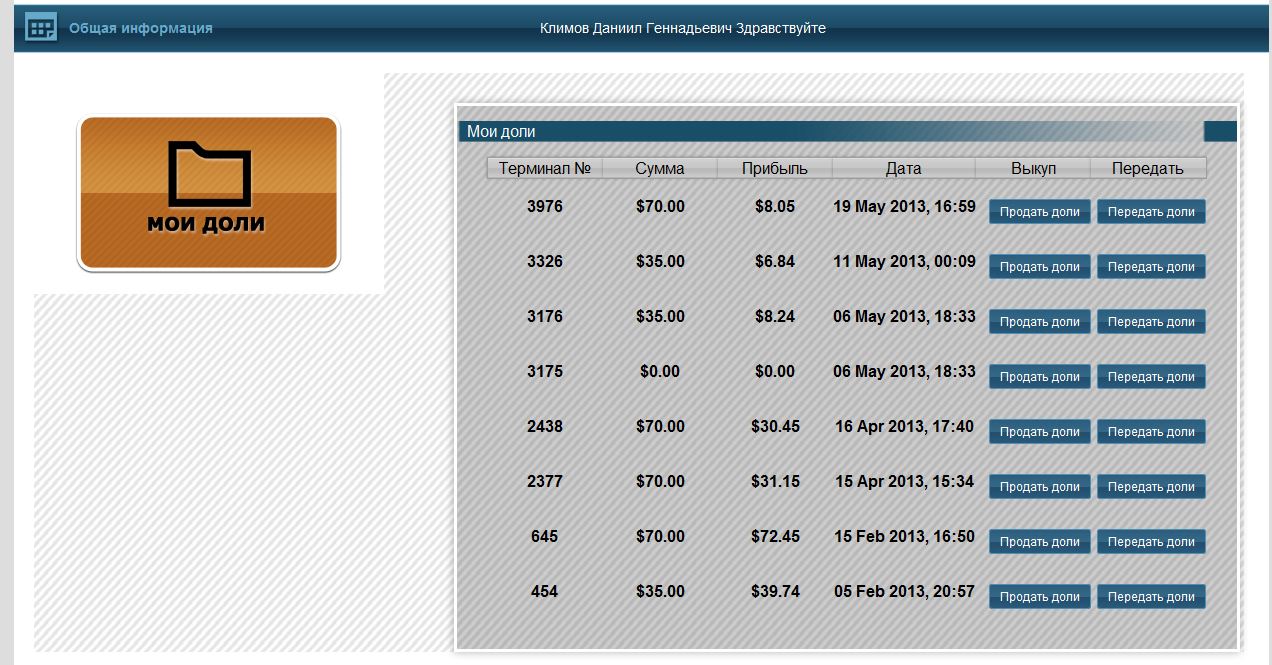 Общая информация
Климов Даниил Геннадьевич Здравствуйте
мои доли
Мои доли
Терминал № Сумма Прибыль Дата Выкуп Передать
3976 $70.00 $8.05 19 May 2013, 16:59 Продать доли Передать доли
3326 $35.00 $6.84 11 May 2013, 00:09 Продать доли Передать доли
3176 $35.00 $8.24 06 May 2013, 18:33 Продать доли Передать доли
3175 $0.00 $0.00 06 May 2013, 18:33 Продать доли Передать доли
2438 $70.00 $30.45 16 Apr 2013, 17:40 Продать доли Передать доли
2377 $70.00 $31.15 15 Apr 2013, 15:34 Продать доли Передать доли
645 $70.00 $72.45 15 Feb 2013, 16:50 Продать доли Передать доли
454 $35.00 $39.74 05 Feb 2013, 20:57 Продать доли Передать доли